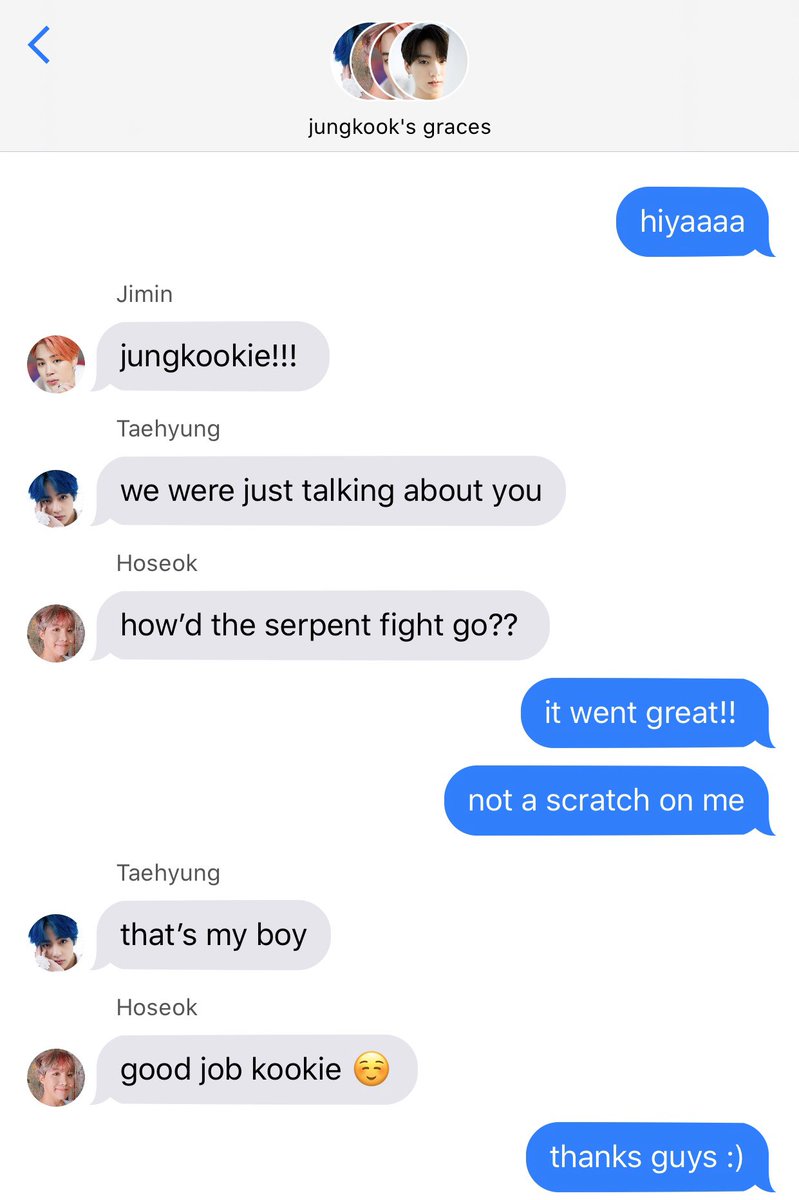 jungkook's graces
hiyaaaa
Jimin
jungkookie!!!
Taehyung
we were just talking about you
Hoseok
how’d the serpent fight go??
it went great!!
not a scratch on me
Taehyung
that’s my boy
Hoseok
good job kookie ☺️
thanks guys :)